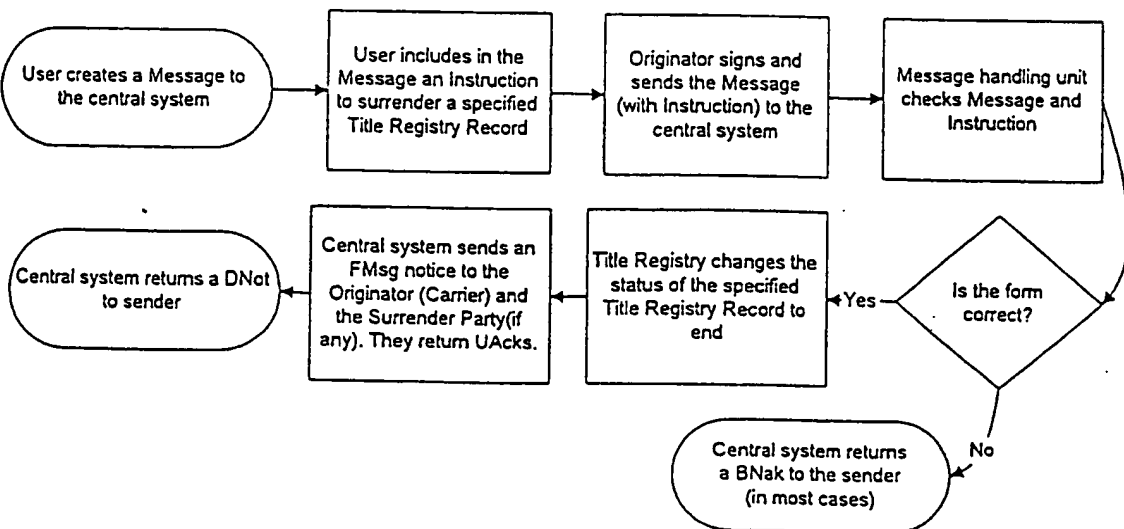 User creates a Message to
the central system
User includes in the
Message an Instruction
to surrender a specified
Title Registry Record
Originator signs and
sends the Message
(with Instruction) to the
central system
Message handling unit
checks Message and
Instruction
Is the form
correct?
Yes
Title Registry changes the
status of the specified
Title Registry Record to
end
Central system sends an
FMsg notice to the
Originator (Carrier) and
the Surrender Party(if
any). They return UAcks.
Central system returns a DNot
to sender
No
Central system returns
a BNak to the sender
(in most cases)